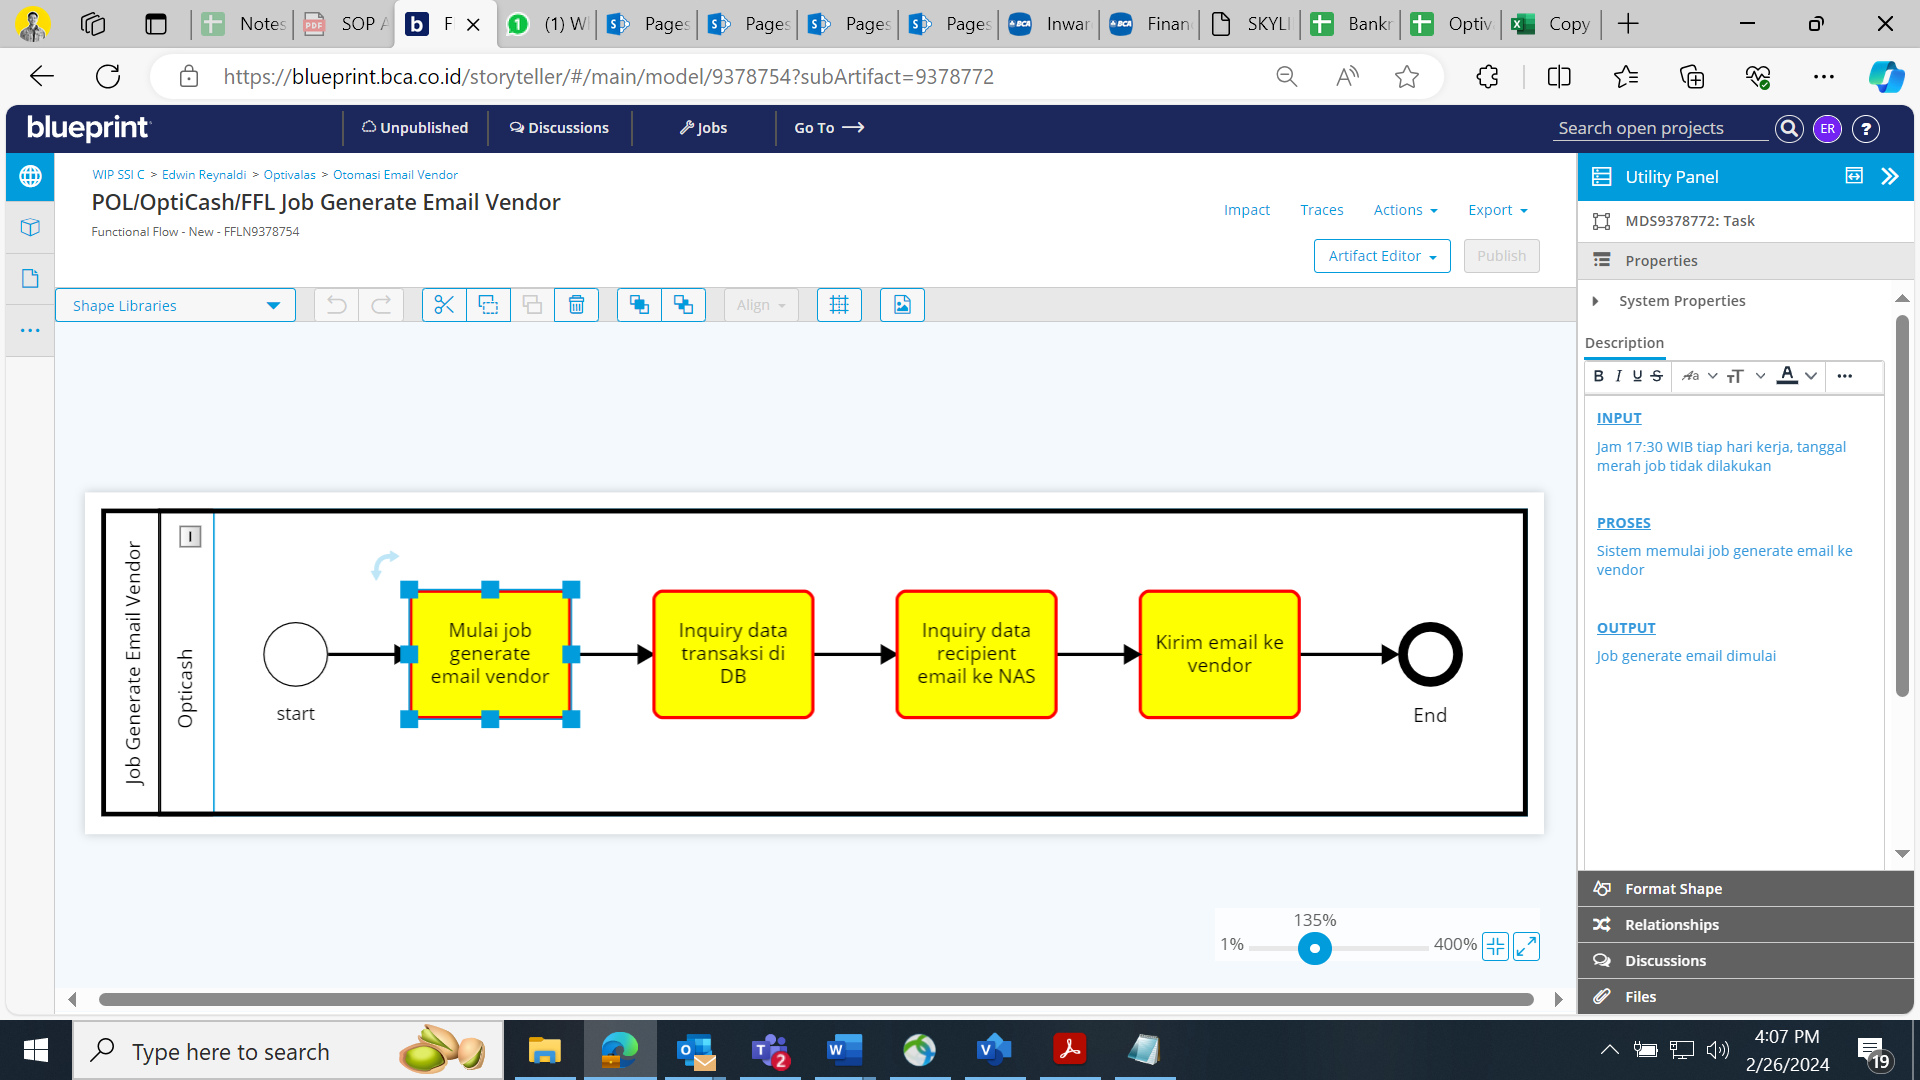 Notes
SOP A
F
(1) W
Pages
Pages
Pages
Pages
BCA
Inwar
BCA
Finan
SKYLI
Bankr
Optiv
Copy
https://blueprint.bca.co.id/storyteller/#/main/model/9378754?subArtifact=9378772
blueprint
Unpublished
Discussions
Jobs
Go To
Search open projects
ER
?
WIP SSI C > Edwin Reynaldi > Optivalas > Otomasi Email Vendor
POL/OptiCash/FFL Job Generate Email Vendor
Functional Flow - New - FFLN9378754
Impact
Traces
Actions
Export
Artifact Editor
Publish
Shape Libraries
Align
Utility Panel
MDS9378772: Task
Properties
System Properties
Description
B I U S Aa TT A
INPUT
Jam 17:30 WIB tiap hari kerja, tanggal
merah job tidak dilakukan
PROSES
Sistem memulai job generate email ke
vendor
OUTPUT
Job generate email dimulai
Job Generate Email Vendor
I
Opticash
start
Mulai job
generate
email vendor
Inquiry data
transaksi di
DB
Inquiry data
recipient
email ke NAS
Kirim email ke
vendor
End
135%
1%
400%
Format Shape
Relationships
Discussions
Files
Type here to search
2
4:07 PM
2/26/2024
19